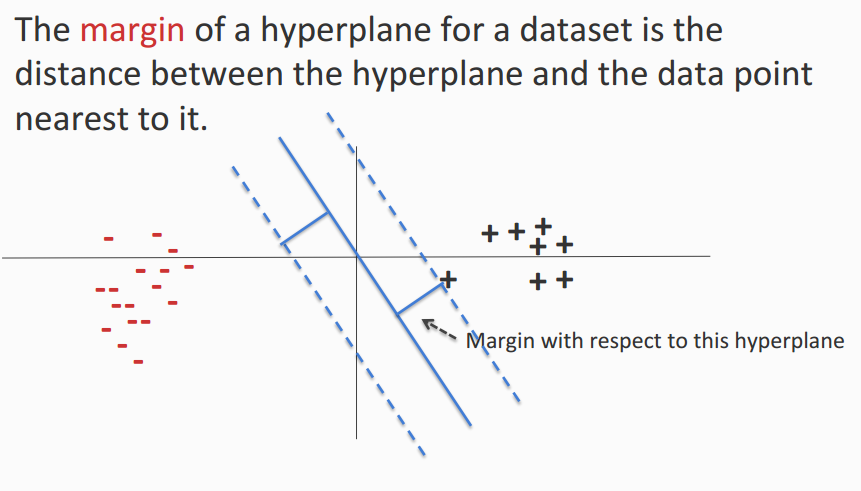 The margin of a hyperplane for a dataset is the
distance between the hyperplane and the data point
nearest to it.
Margin with respect to this hyperplane